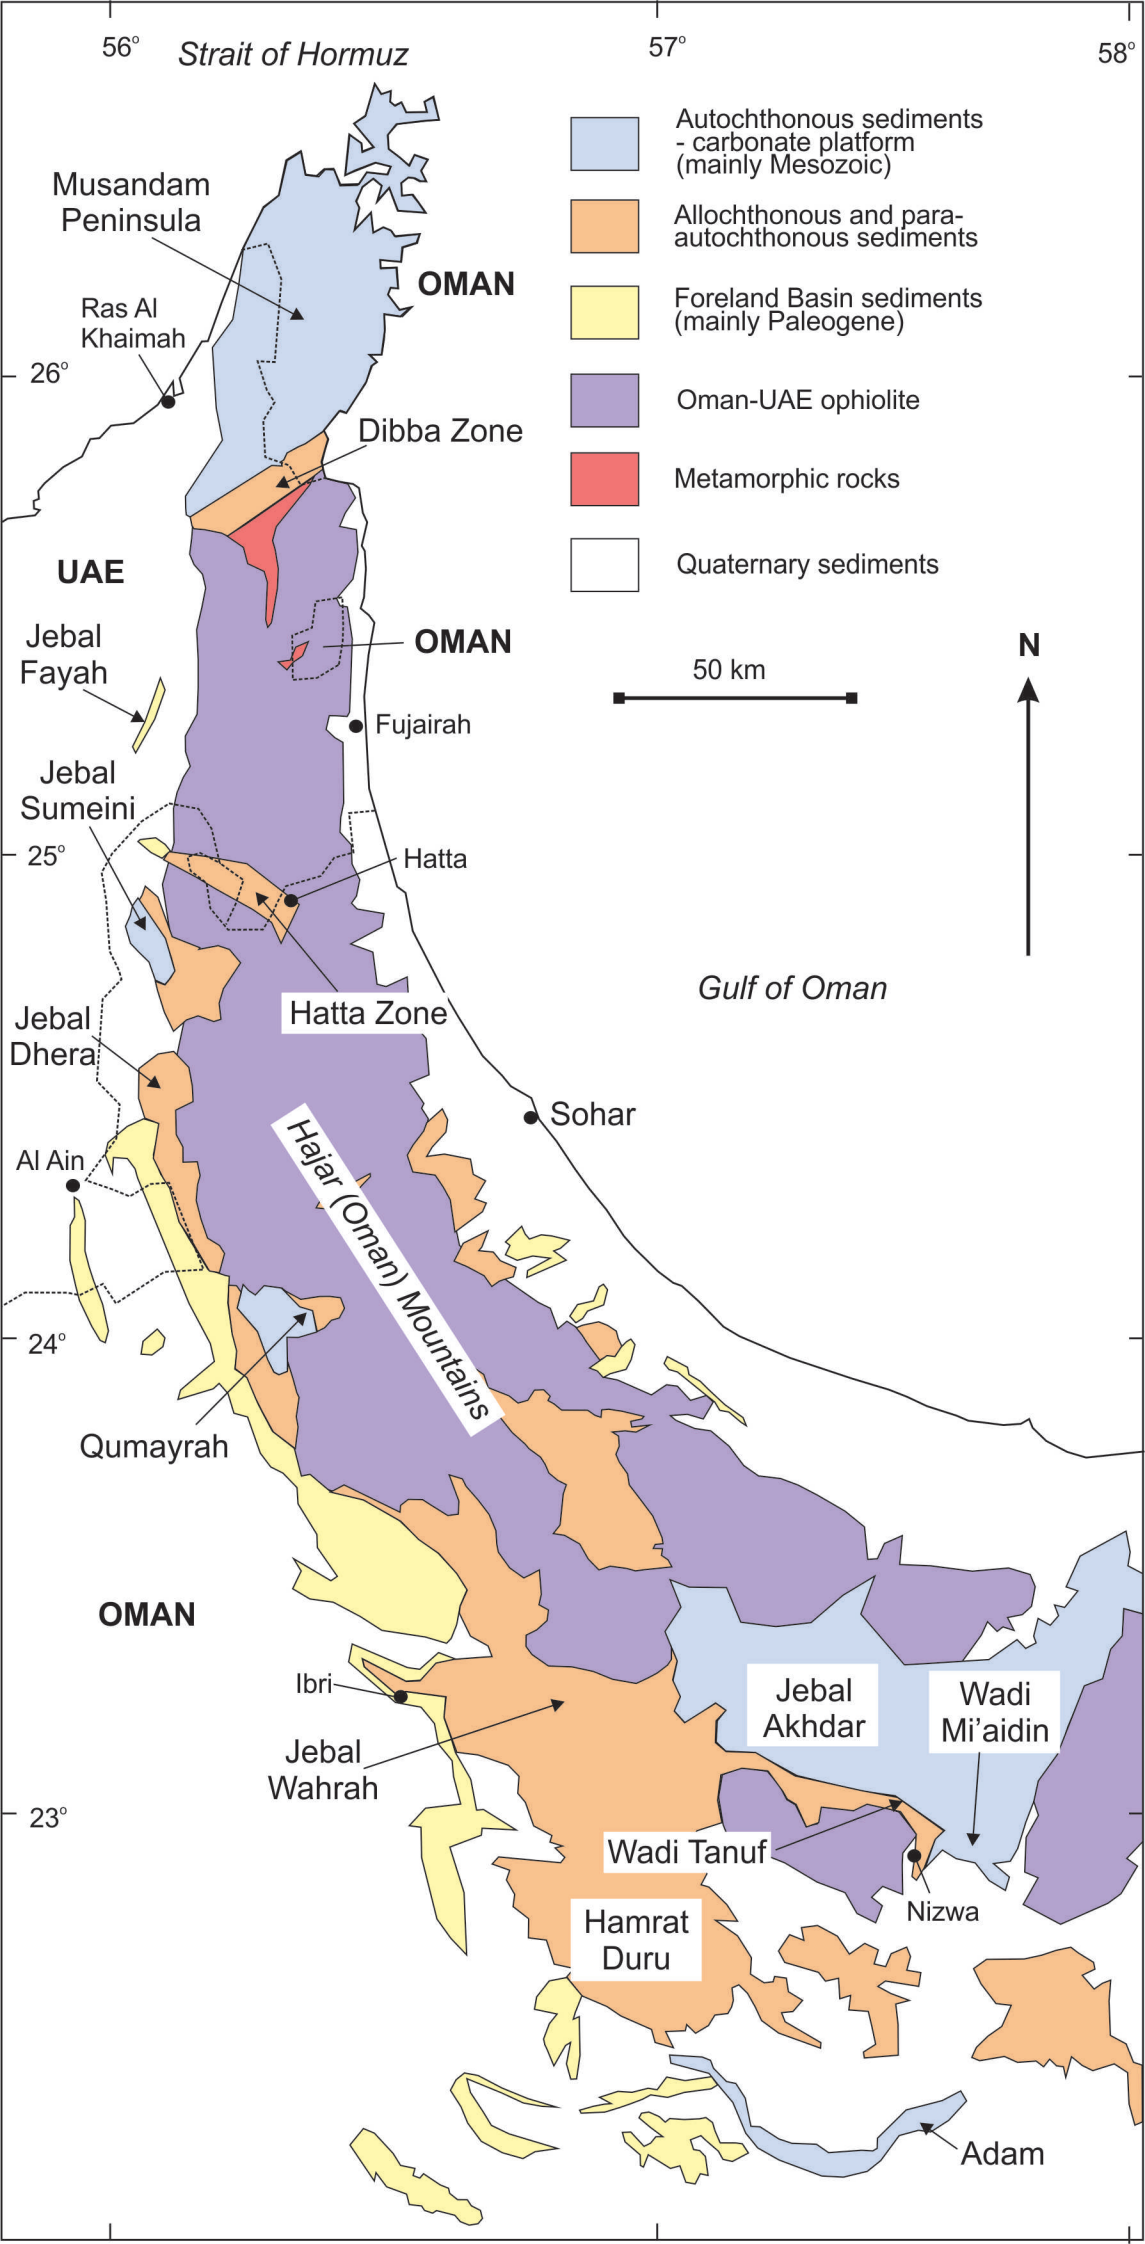 56°
Strait of Hormuz
57°
58°
Autochthonous sediments
- carbonate platform
(mainly Mesozoic)
Musandam
Peninsula
Allochthonous and para-
autochthonous sediments
OMAN
Foreland Basin sediments
(mainly Paleogene)
Ras Al
Khaimah
26°
Oman-UAE ophiolite
Dibba Zone
Metamorphic rocks
Quaternary sediments
UAE
Jebal
Fayah
OMAN
N
50 km
Fujairah
Jebal
Sumeini
25°
Hatta
Gulf of Oman
Hatta Zone
Jebal
Dhera
Sohar
Al Ain
Hajar (Oman) Mountains
24°
Qumayrah
OMAN
Ibri
Jebal
Akhdar
Wadi
Mi'aidin
Jebal
Wahrah
23°
Wadi Tanuf
Nizwa
Hamrat
Duru
Adam